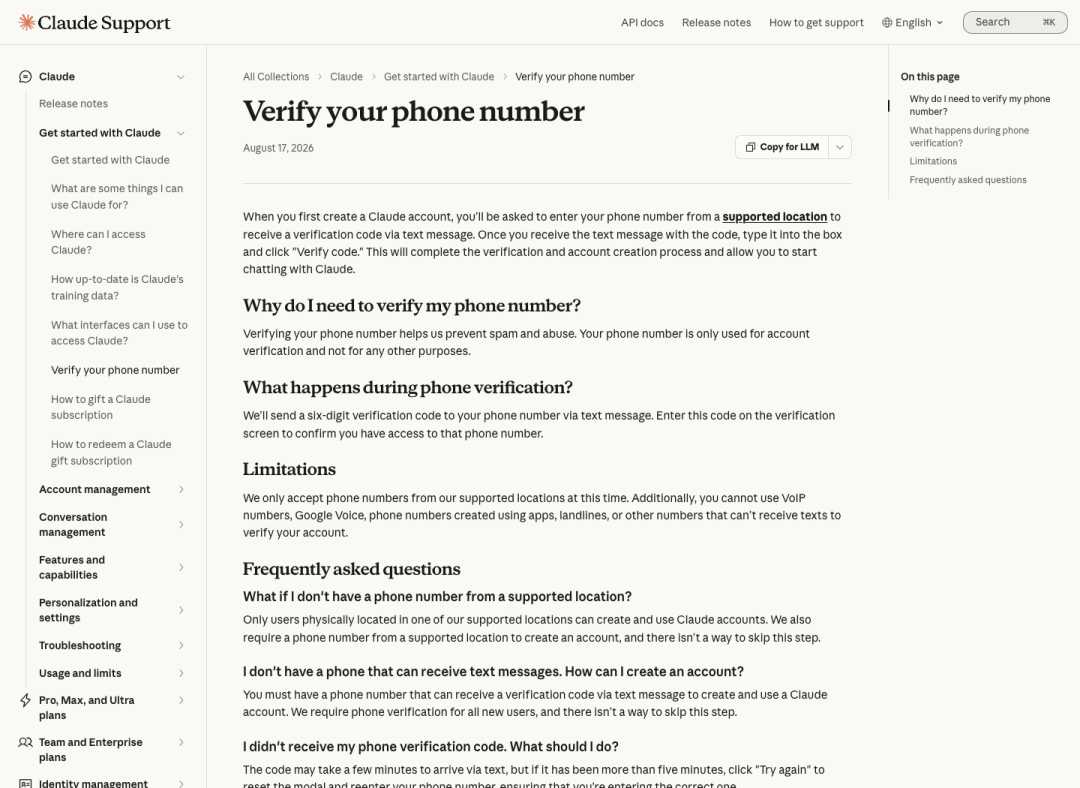 Claude Support
API docs
Release notes
How to get support
English
Search
⌘K
Claude
Release notes
Get started with Claude
Get started with Claude
What are some things I can
use Claude for?
Where can I access
Claude?
How up-to-date is Claude's
training data?
What interfaces can I use to
access Claude?
Verify your phone number
How to gift a Claude
subscription
How to redeem a Claude
gift subscription
Account management
Conversation
management
Features and
capabilities
Personalization and
settings
Troubleshooting
Usage and limits
Pro, Max, and Ultra
plans
Team and Enterprise
plans
Identity management
All Collections > Claude > Get started with Claude > Verify your phone number
Verify your phone number
August 17, 2026
Copy for LLM
When you first create a Claude account, you'll be asked to enter your phone number from a supported location to
receive a verification code via text message. Once you receive the text message with the code, type it into the box
and click "Verify code." This will complete the verification and account creation process and allow you to start
chatting with Claude.
Why do I need to verify my phone number?
Verifying your phone number helps us prevent spam and abuse. Your phone number is only used for account
verification and not for any other purposes.
What happens during phone verification?
We'll send a six-digit verification code to your phone number via text message. Enter this code on the verification
screen to confirm you have access to that phone number.
Limitations
We only accept phone numbers from our supported locations at this time. Additionally, you cannot use VoIP
numbers, Google Voice, phone numbers created using apps, landlines, or other numbers that can't receive texts to
verify your account.
Frequently asked questions
What if I don't have a phone number from a supported location?
Only users physically located in one of our supported locations can create and use Claude accounts. We also
require a phone number from a supported location to create an account, and there isn't a way to skip this step.
I don't have a phone that can receive text messages. How can I create an account?
You must have a phone number that can receive a verification code via text message to create and use a Claude
account. We require phone verification for all new users, and there isn't a way to skip this step.
I didn't receive my phone verification code. What should I do?
The code may take a few minutes to arrive via text, but if it has been more than five minutes, click "Try again" to
reset the modal and reenter your phone number, ensuring that you're entering the correct one.
On this page
Why do I need to verify my phone
number?
What happens during phone
verification?
Limitations
Frequently asked questions